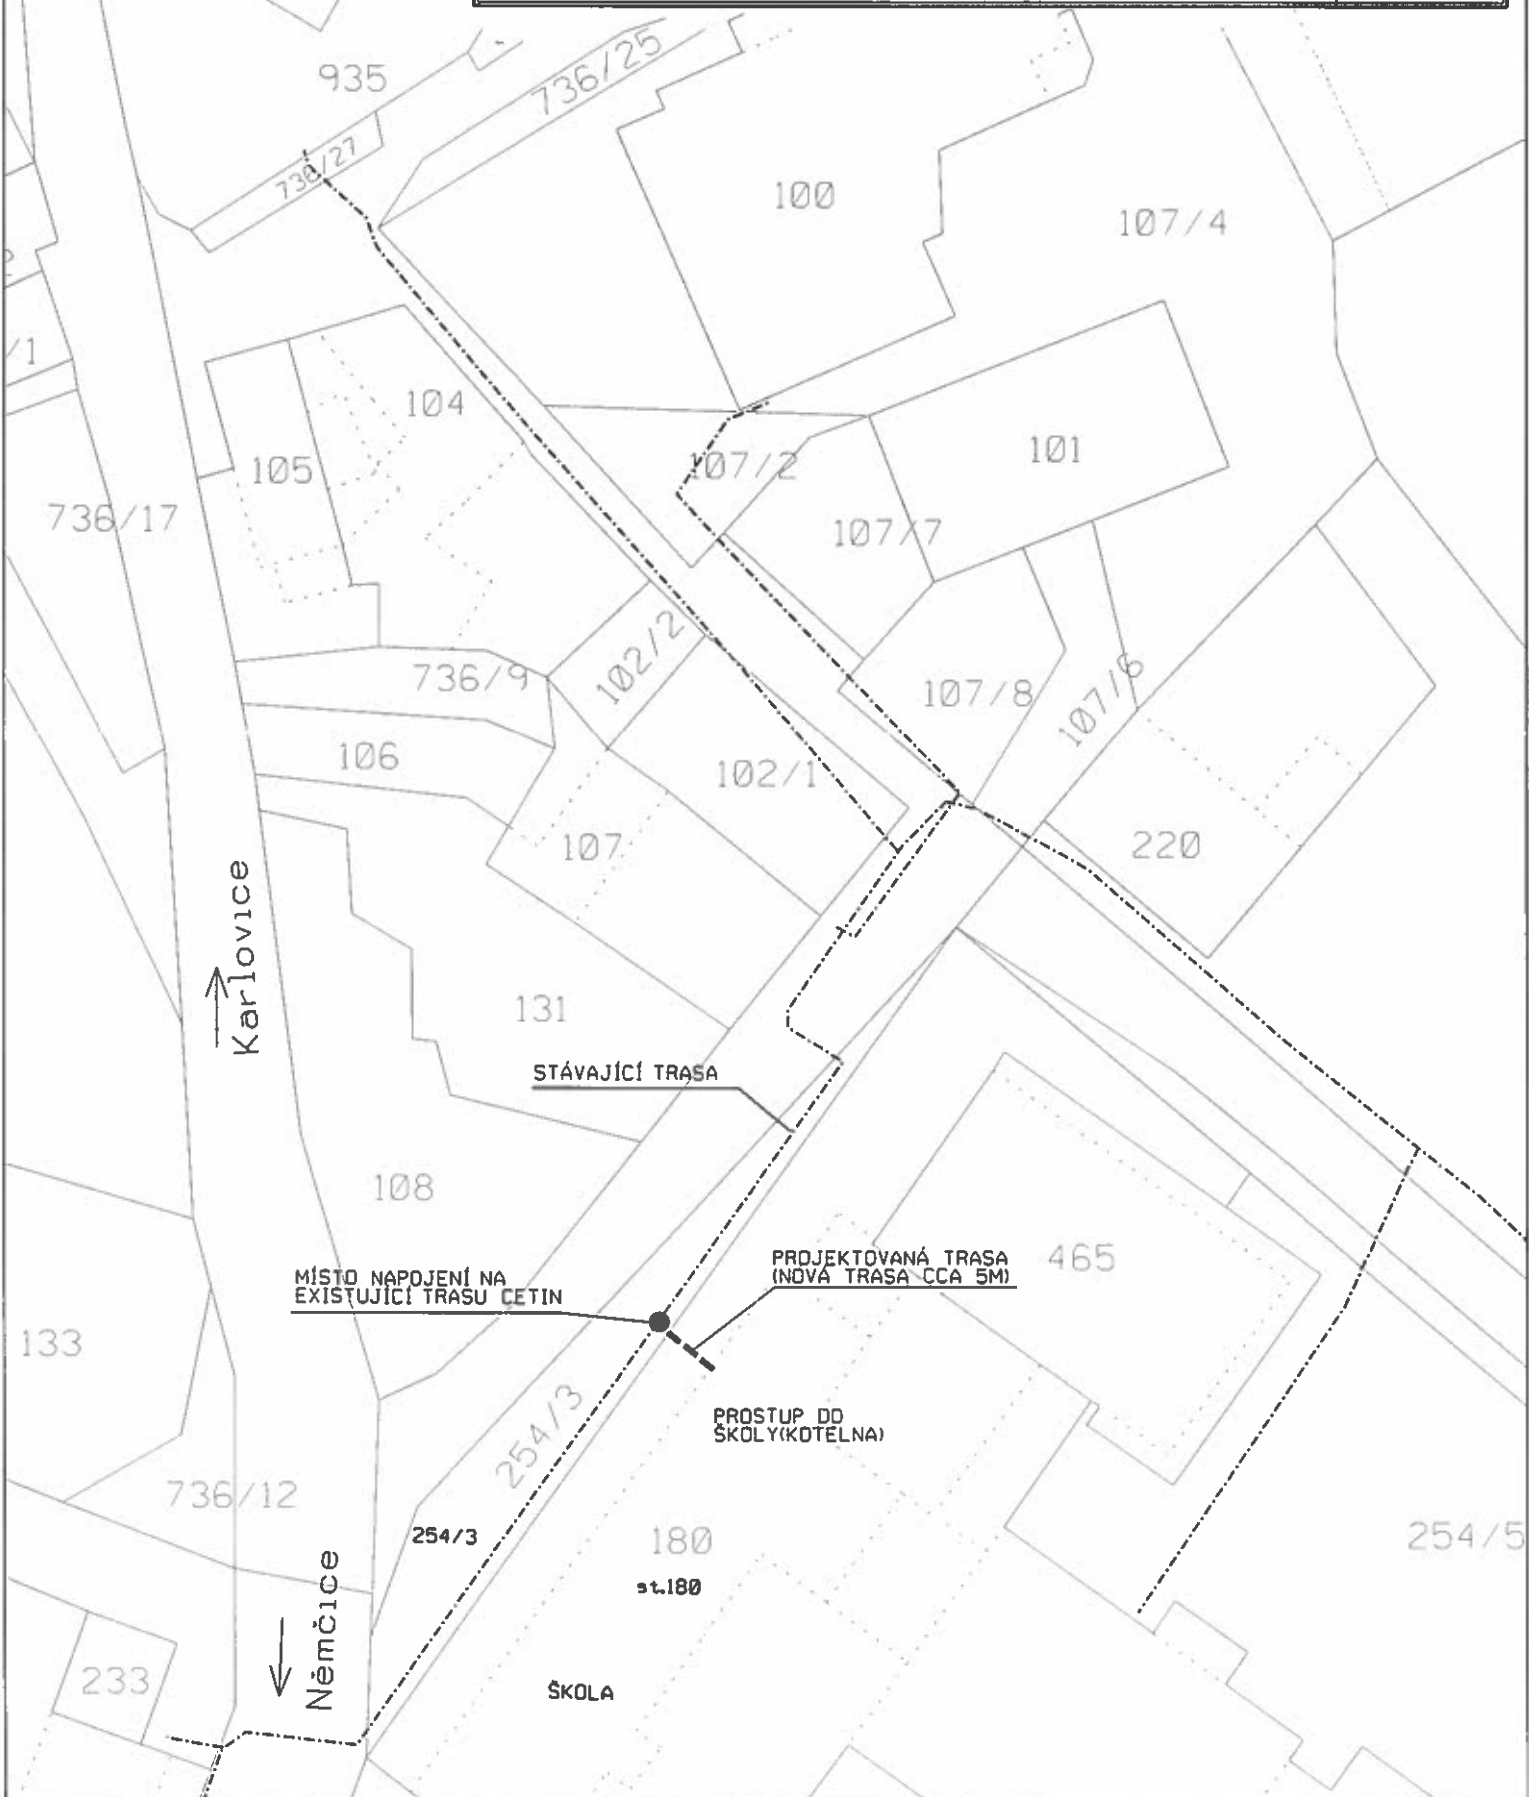 935
736/25
736/27
100
107/4
/1
104
105
107/2
101
736/17
107/7
102/2
736/9
107/8
107/6
106
102/1
107
220
Karlovice
131
STÁVAJÍCÍ TRASA
108
PROJEKTOVANÁ TRASA
(NOVÁ TRASA CCA 5M)
465
MÍSTO NAPOJENÍ NA
EXISTUJÍCÍ TRASU CETIN
133
254/3
PROSTUP DO
ŠKOLY(KOTELNA)
736/12
254/3
180
254/5
st.180
Němčice
233
ŠKOLA